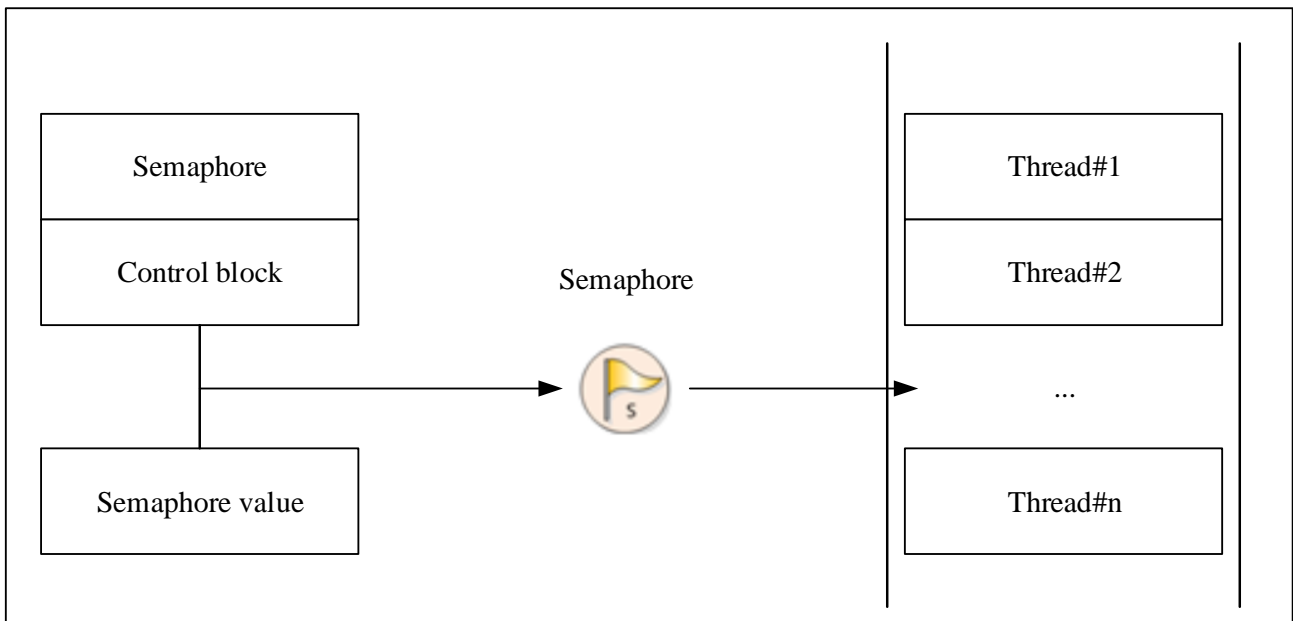 Semaphore
Control block
Semaphore value
Semaphore
S
Thread#1
Thread#2
...
Thread#n